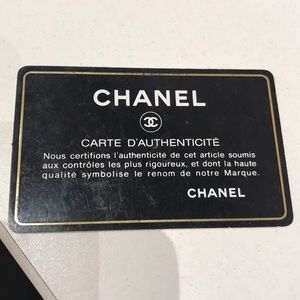 CHANEL
CARTE D'AUTHENTICITÉ
Nous certifions l'authenticité de cet article soumis
aux contrôles les plus rigoureux, et dont la haute
qualité symbolise le renom de notre Marque.
CHANEL